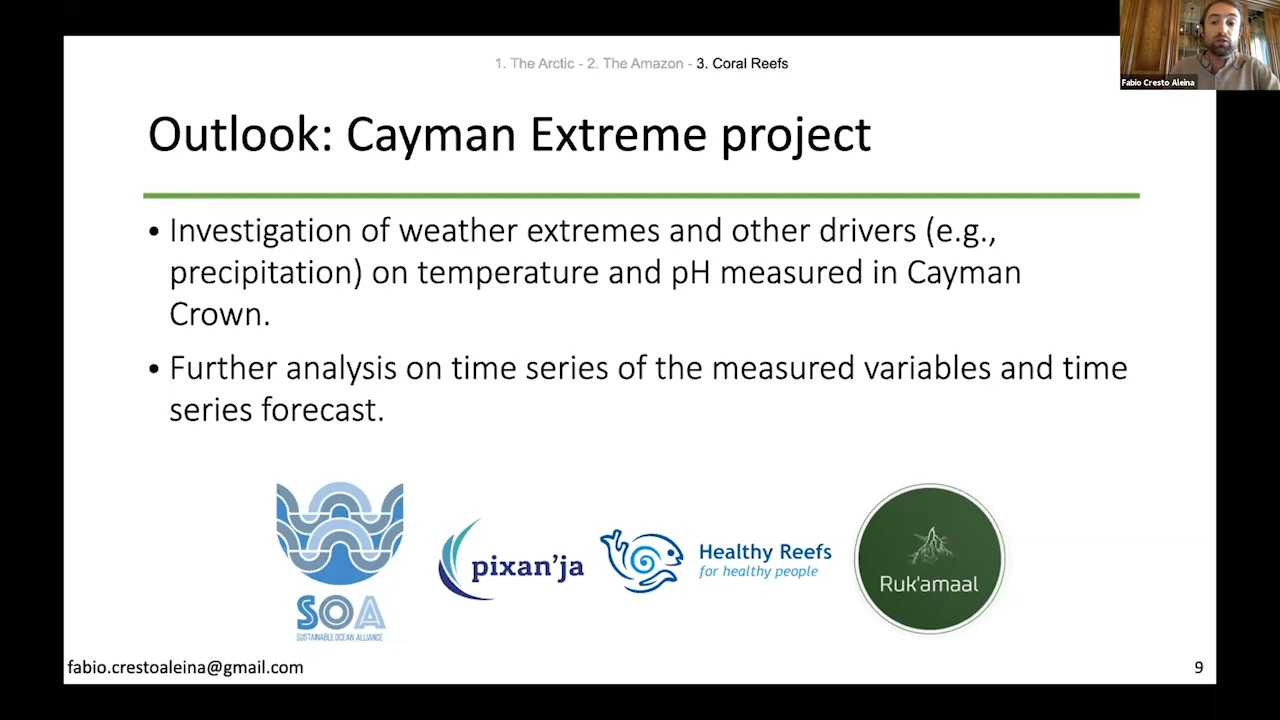 1. The Arctic - 2. The Amazon - 3. Coral Reefs
Fabio Cresto Aleina
Outlook: Cayman Extreme project
• Investigation of weather extremes and other drivers (e.g.,
precipitation) on temperature and pH measured in Cayman
Crown.
• Further analysis on time series of the measured variables and time
series forecast.
SOA
SUSTAINABLE OCEAN ALLIANCE
pixan'ja
Healthy Reefs
for healthy people
Ruk'amaal
fabio.crestoaleina@gmail.com
9